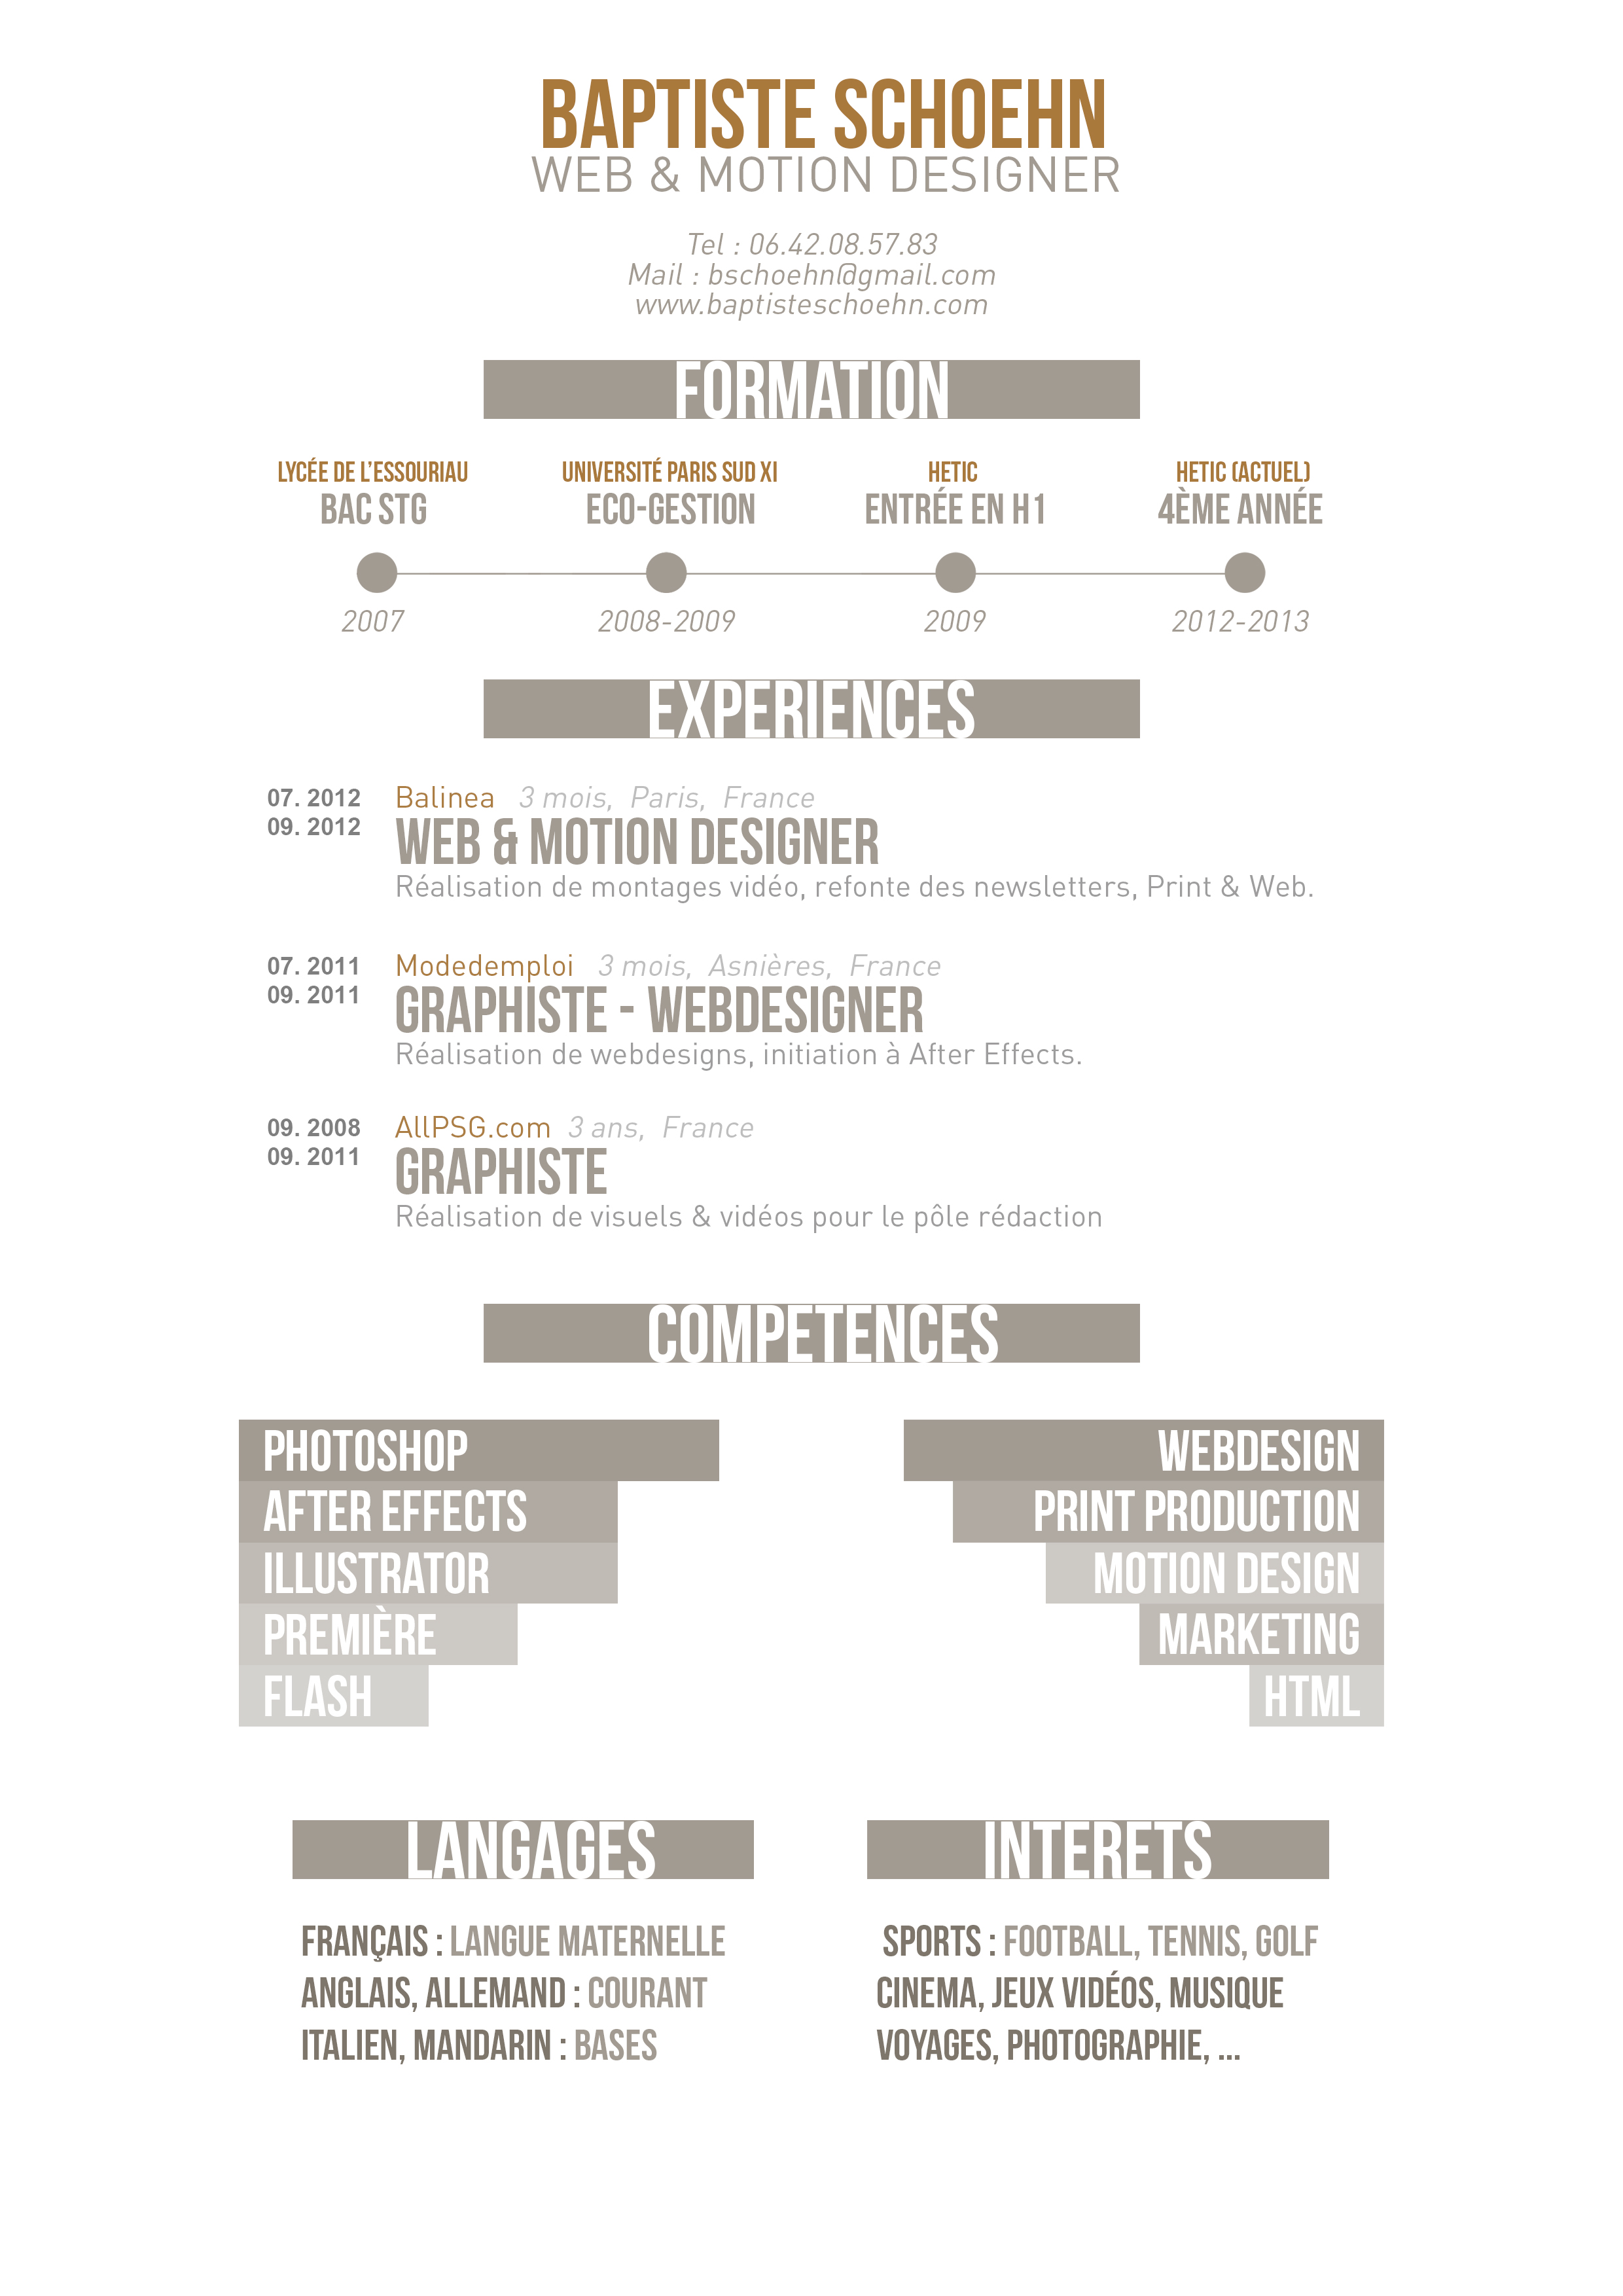 BAPTISTE SCHOEHN
WEB & MOTION DESIGNER
Tel : 06.42.08.57.83
Mail : bschoehn@gmail.com
www.baptisteschoehn.com
FORMATION
LYCÉE DE L'ESSOURIAU
BAC STG
2007
UNIVERSITÉ PARIS SUD XI
ECO-GESTION
2008-2009
HETIC
ENTRÉE EN H1
2009
HETIC (ACTUEL)
4ÈME ANNÉE
2012-2013
EXPERIENCES
07. 2012
09. 2012
Balinea 3 mois, Paris, France
WEB & MOTION DESIGNER
Réalisation de montages vidéo, refonte des newsletters, Print & Web.
07. 2011
09. 2011
Modedemploi 3 mois, Asnières, France
GRAPHISTE - WEBDESIGNER
Réalisation de webdesigns, initiation à After Effects.
09. 2008
09. 2011
AllPSG.com 3 ans, France
GRAPHISTE
Réalisation de visuels & vidéos pour le pôle rédaction
COMPETENCES
PHOTOSHOP
AFTER EFFECTS
ILLUSTRATOR
PREMIÈRE
FLASH
WEBDESIGN
PRINT PRODUCTION
MOTION DESIGN
MARKETING
HTML
LANGAGES
FRANÇAIS : LANGUE MATERNELLE
ANGLAIS, ALLEMAND : COURANT
ITALIEN, MANDARIN : BASES
INTERETS
SPORTS : FOOTBALL, TENNIS, GOLF
CINEMA, JEUX VIDÉOS, MUSIQUE
VOYAGES, PHOTOGRAPHIE, ...